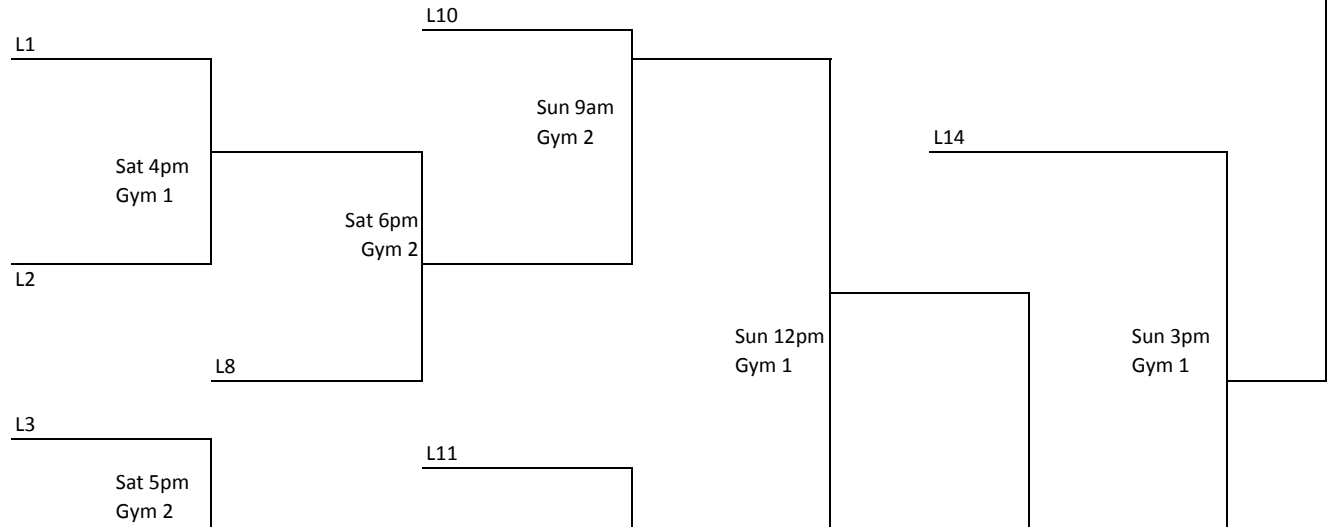 L10
L1
Sun 9am
Gym 2
L14
Sat 4pm
Gym 1
Sat 6pm
Gym 2
L2
Sun 12pm
Gym 1
Sun 3pm
Gym 1
L8
L3
L11
Sat 5pm
Gym 2